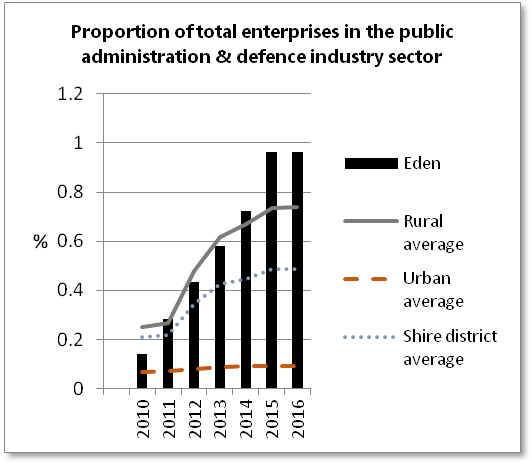 Proportion of total enterprises in the public
administration & defence industry sector
1.2
1
0.8
0.6
0.4
0.2
0
%
2010
2011
2012
2013
2014
2015
2016
Eden
Rural
average
Urban
average
Shire district
average